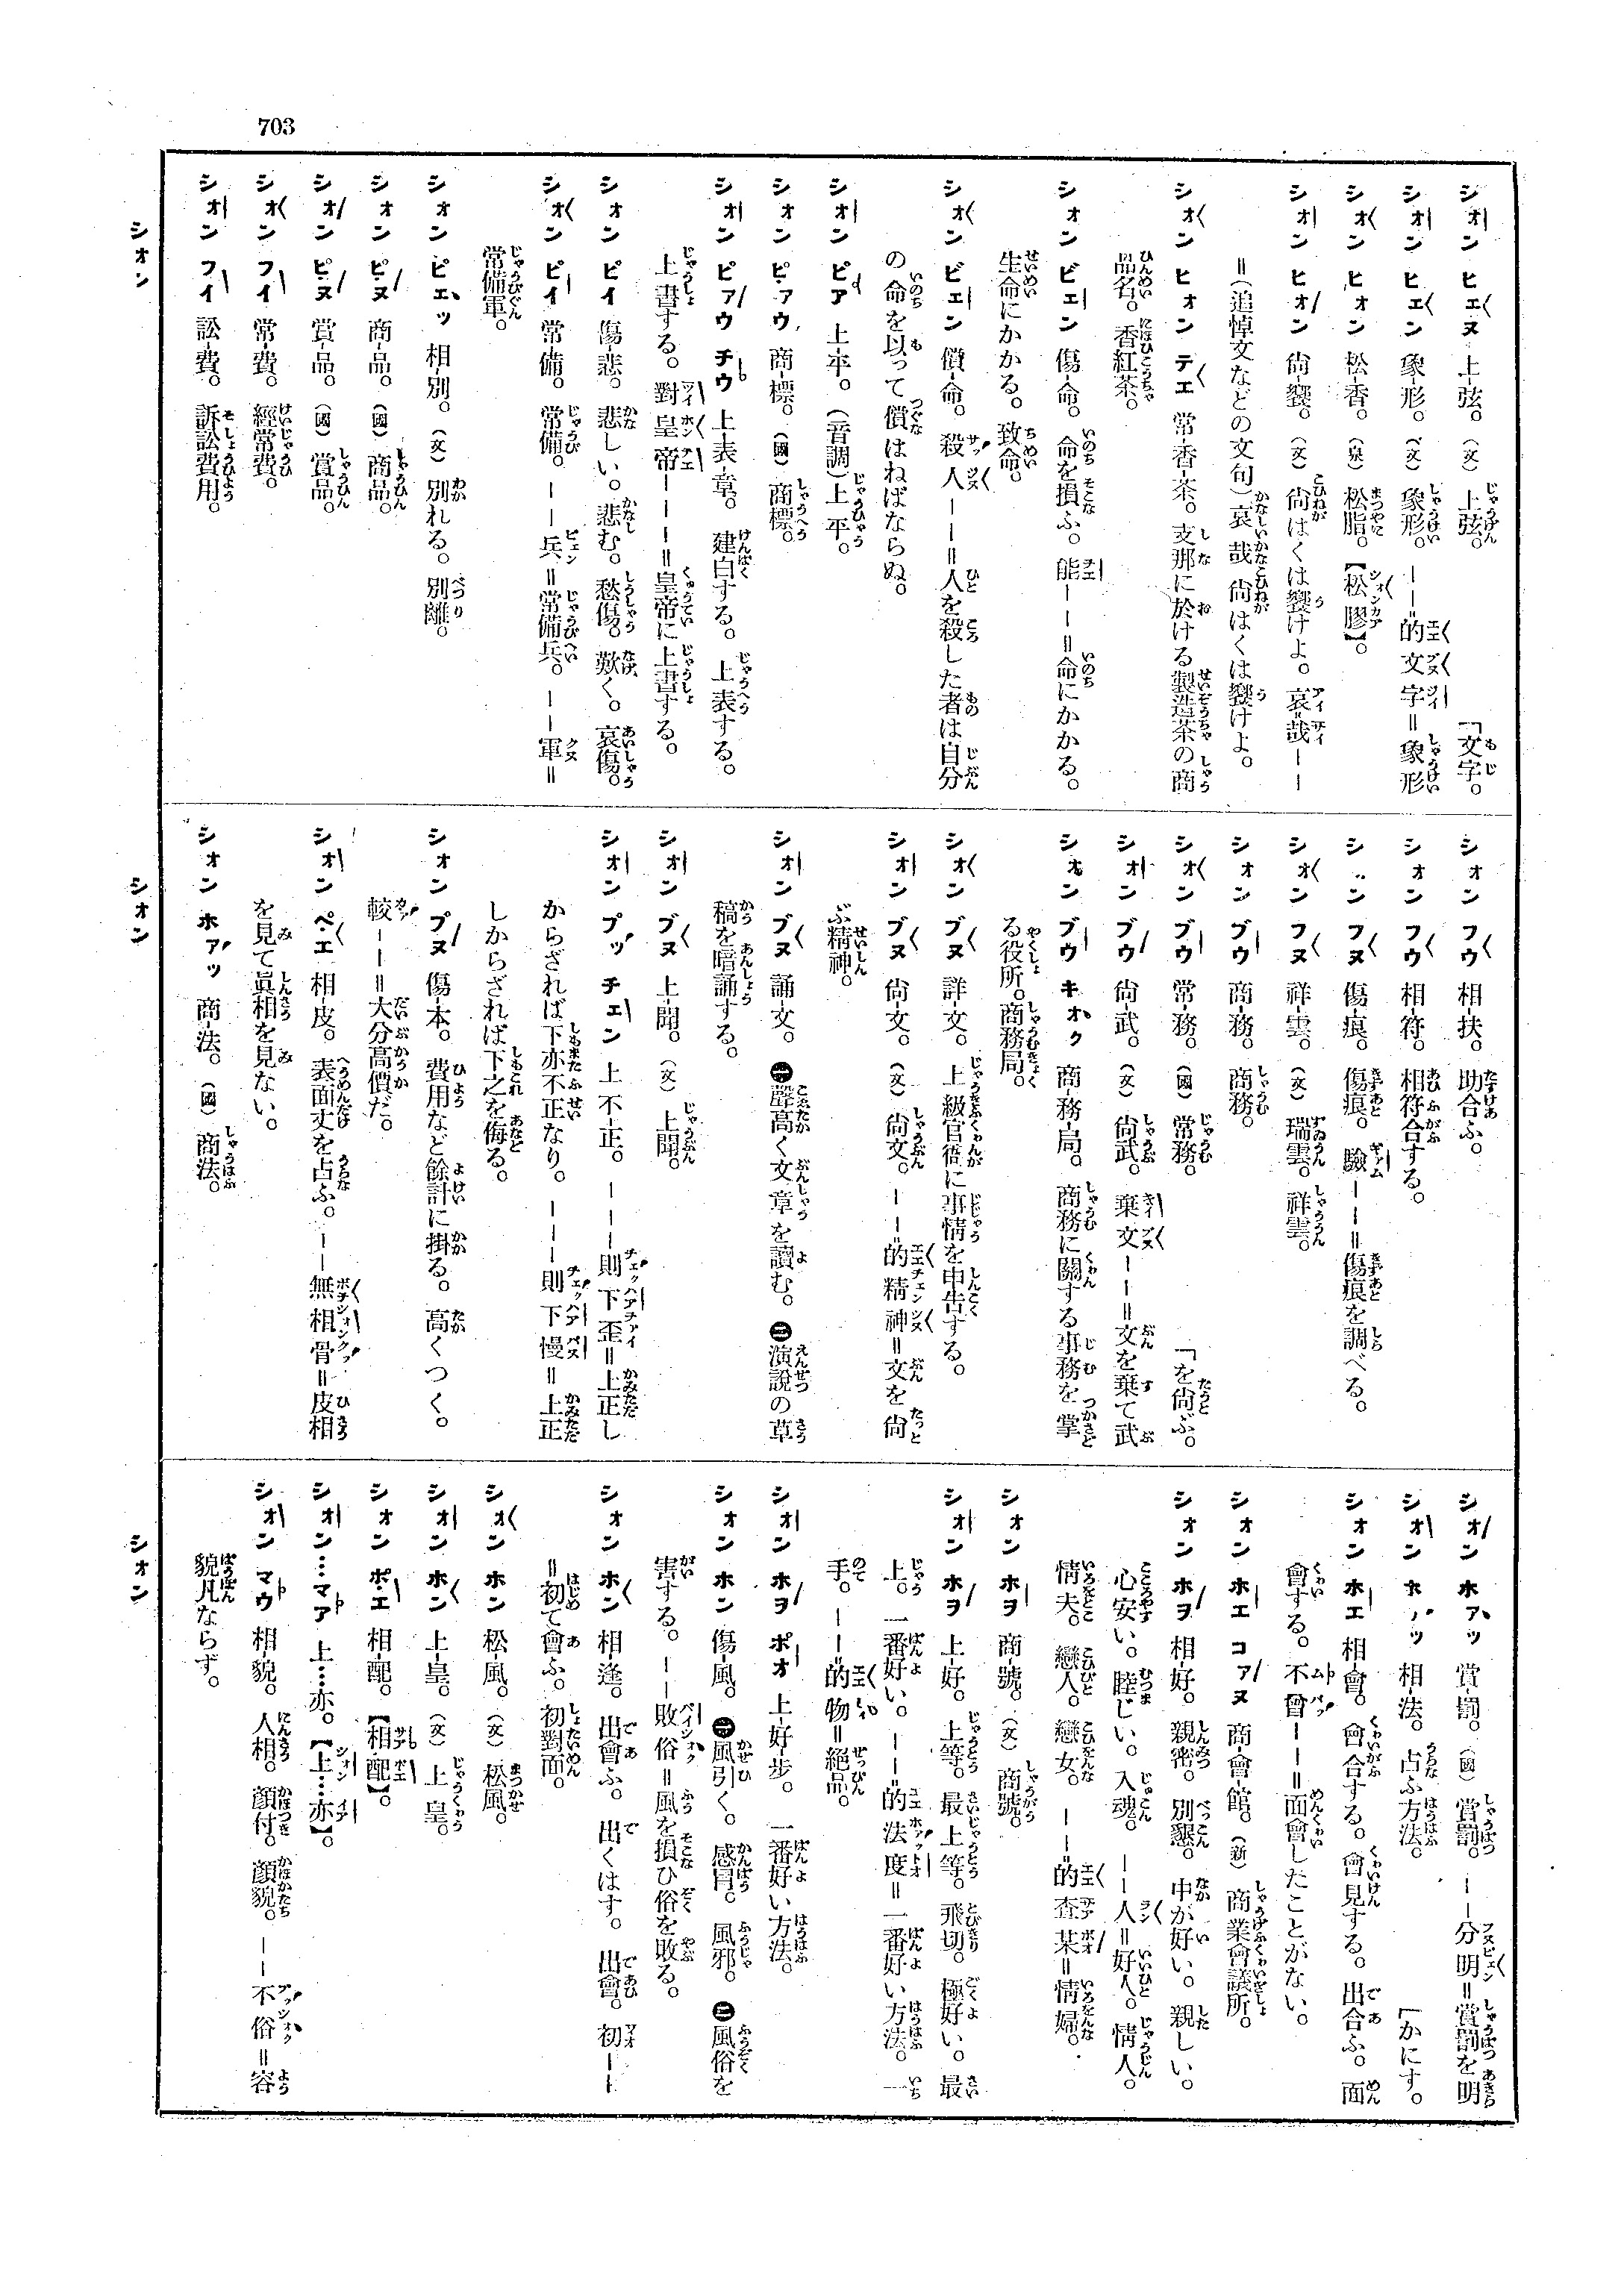 703
シオン ヒエヌ 上-弦。(文)上弦。 「文字。
シオン ヒエン 象-形。(文)象形。——的文字=象形
シオン ヒォン 松-香。(泉)松脂。【松膠】。
シオン ヒォン 尙-饗。(文)尙はくは饗けよ。哀哉——
=(追悼文などの文句)哀哉尙はくは饗けよ。
シオン ヒォン テエ 常-香-茶。支那に於ける製造茶の商
品名。香紅茶。
シオン ビェン 傷-命。命を損ふ。能——=命にかかる。
生命にかかる。致命。
シオン ビェン 償-命。殺人——=人を殺した者は自分
の命を以って償はねばならぬ。
シオン ピア 上-平。(音調)上平。
シオン ピアウ 商-標。(國)商標。
シオン ピアウ チウ 上-表-章。建白する。上表する。
上書する。對皇帝———=皇帝に上書する。
シオン ピイ 傷-悲。悲しい。悲む。愁傷。歎く。哀傷。
シオン ピイ 常-備。常備。——兵=常備兵。——軍=
常備軍。
シオン ピェッ 相-別。(文)別れる。別離。
シオン ピヌ 商-品。(國)商品。
シオン ピヌ 賞-品。(國)賞品。
シオン フイ 常-費。經常費。
シオン フイ 訟-費。訴訟費用。
シオン
シオン フウ 相-扶。助合ふ。
シオン フウ 相-符。相符合する。
シオン フヌ 傷-痕。傷痕。驗——=傷痕を調べる。
シオン フヌ 祥-雲。(文)瑞雲。祥雲。
シオン ブウ 商-務。商務。
シオン ブウ 常-務。(國)常務。 「を尙ぶ。
シオン ブウ 尙-武。(文)尙武。棄文——=文を棄て武
シオン ブウ キオク 商-務-局。商務に關する事務を掌
る役所。商務局。
シオン ブヌ 詳-文。上級官衙に事情を申告する。
シオン ブヌ 尙-文。(文)尙文。——的精神=文を尙
ぶ精神。
シオン ブヌ 誦-文。㊀聲高く文章を讀む。㊁演說の草
稿を暗誦する。
シオン ブヌ 上-聞。(文)上聞。
シオン プッ チェン 上-不-正。———則下歪=上正し
からざれば下亦不正なり。———則下慢=上正
しからざれば下之を侮る。
シオン プヌ 傷-本。費用など餘計に掛る。高くつく。
較——=大分高價だ。
シオン ペエ 相-皮。表面丈を占ふ。——無相骨=皮相
を見て眞相を見ない。
シオン ホアッ 商-法。(國)商法。
シオン
シオン ホアッ 賞-罰。(國)賞罰。——分明=賞罰を明
シオン ホアッ 相-法。占ふ方法。 「かにす。
シオン ホエ 相-會。會合する。會見する。出合ふ。面
會する。不曾——=面會したことがない。
シオン ホエ コアヌ 商-會-館。(新)商業會議所。
シオン ホヲ 相-好。親密。別懇。中が好い。親しい。
心安い。睦じい。入魂。——人=好人。情人。
情夫。戀人。戀女。——的査某=情婦。
シオン ホヲ 商-號。(文)商號。
シオン ホヲ 上-好。上等。最上等。飛切。極好い。最
上。一番好い。——的法度=一番好い方法。一
手。——的物=絕品。
シオン ホヲ ポオ 上-好-步。一番好い方法。
シオン ホン 傷-風。㊀風引く。感冒。風邪。㊁風俗を
害する。——敗俗=風を損ひ俗を敗る。
シオン ホン 相-逢。出會ふ。出くはす。出會。初——
=初て會ふ。初對面。
シオン ホン 松-風。(文)松風。
シオン ホン 上-皇。(文)上皇。
シオン ポエ 相-配。【相配】。
シオン…マア 上…亦。【上…亦】。
シオン マウ 相-貌。人相。顏付。顏貌。——不俗=容
貌凡ならず。
シオン